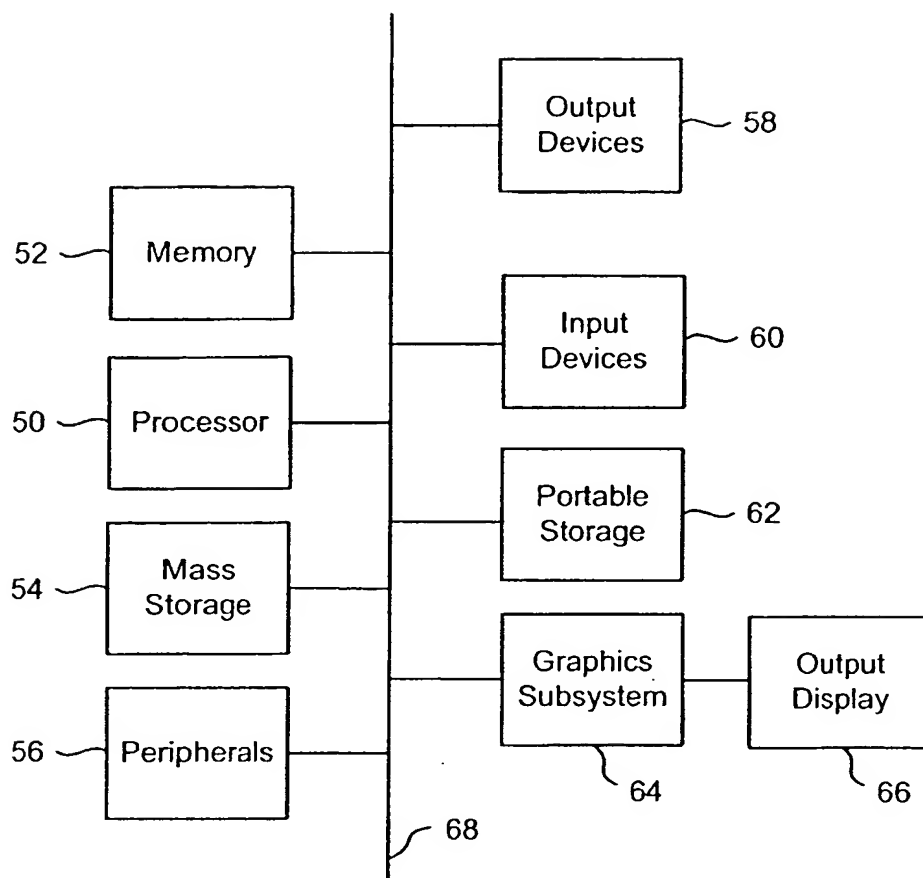 Output
Devices
58
52
Memory
Input
Devices
60
50
Processor
Portable
Storage
62
54
Mass
Storage
Graphics
Subsystem
Output
Display
56
Peripherals
64
66
68